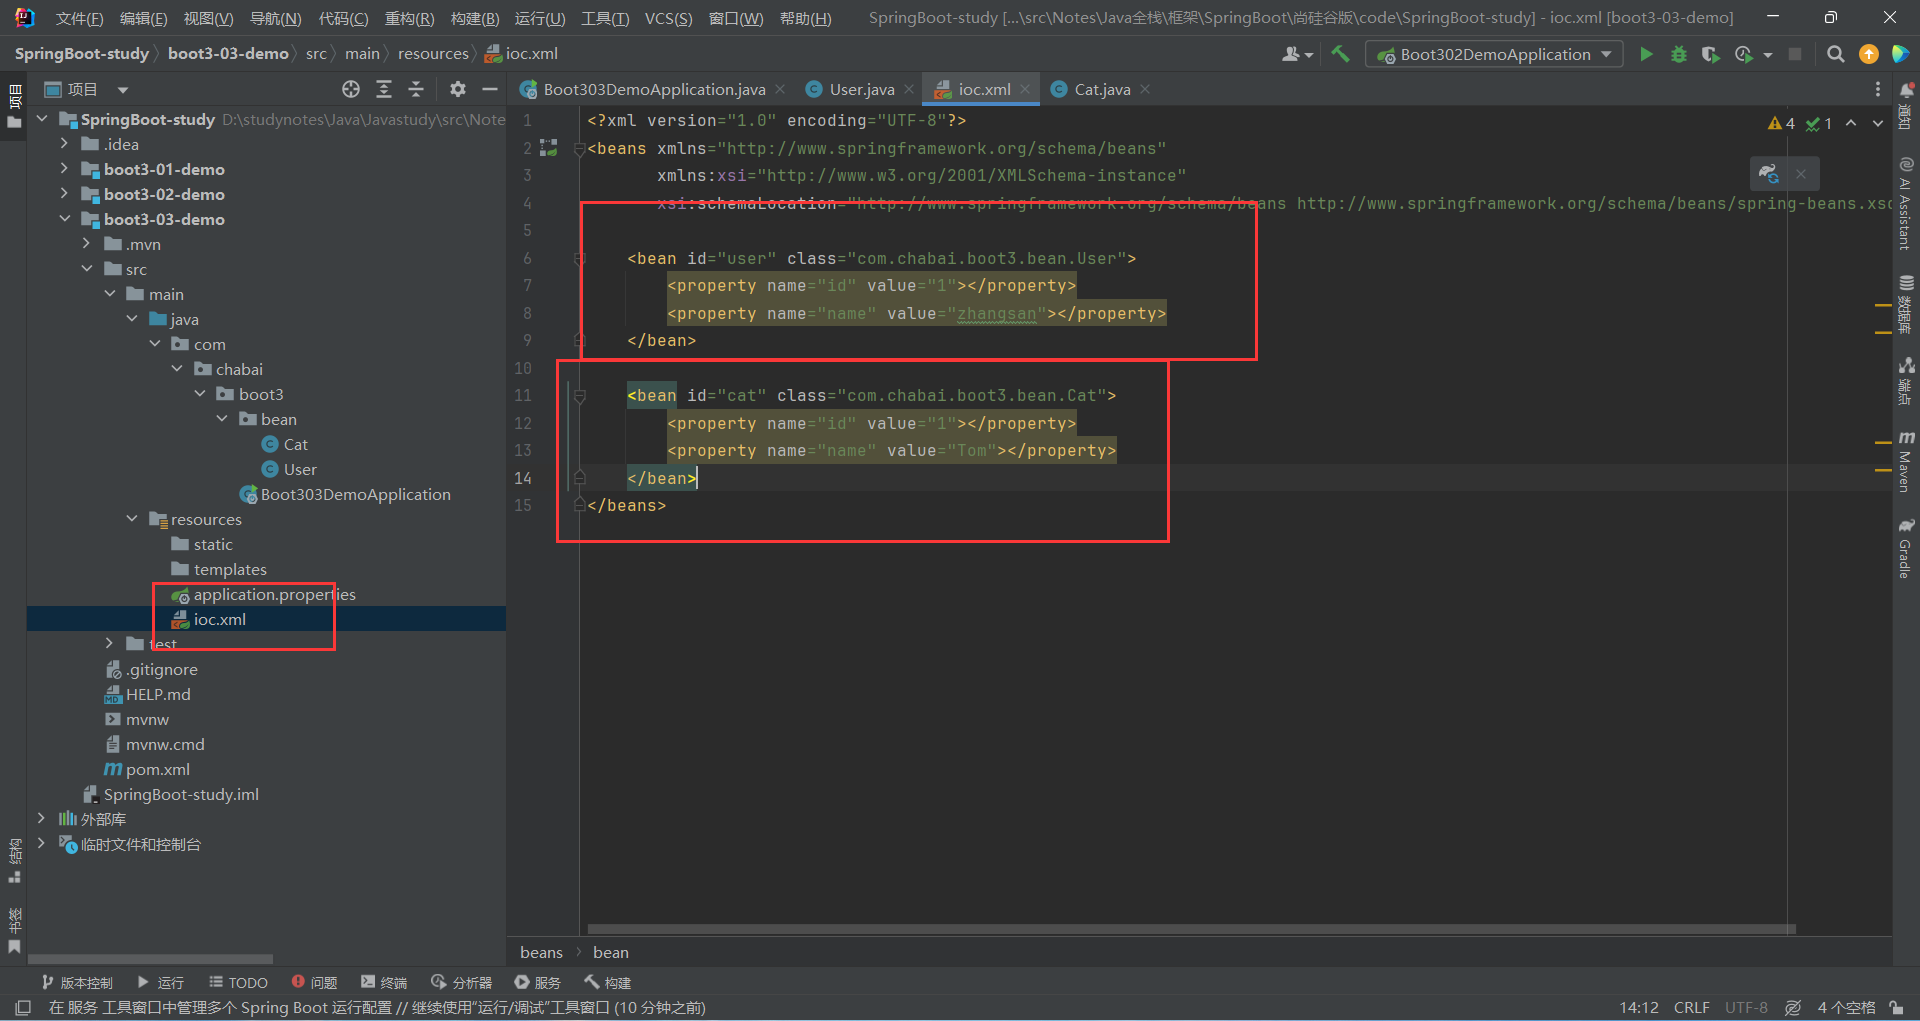 文件(F) 编辑(E) 视图(V) 导航(N) 代码(C) 重构(R) 构建(B) 运行(U) 工具(T) VCS(S) 窗口(W) 帮助(H) SpringBoot-study [...\src\Notes\Java全栈\框架\SpringBoot\尚硅谷版\code\SpringBoot-study] - ioc.xml [boot3-03-demo]
SpringBoot-study boot3-03-demo src main resources ioc.xml
Boot302DemoApplication
项目
项目
Boot303DemoApplication.java User.java ioc.xml Cat.java
SpringBoot-study D:\studynotes\Java\Javastudy\src\Note
.idea
boot3-01-demo
boot3-02-demo
boot3-03-demo
.mvn
src
main
java
com
chabai
boot3
bean
Cat
User
Boot303DemoApplication
resources
static
templates
application.properties
ioc.xml
test
.gitignore
HELP.md
mvnw
mvnw.cmd
pom.xml
SpringBoot-study.iml
外部库
临时文件和控制台
结构
书签
1 <?xml version="1.0" encoding="UTF-8"?>
2 <beans xmlns="http://www.springframework.org/schema/beans"
3 xmlns:xsi="http://www.w3.org/2001/XMLSchema-instance"
4 xsi:schemaLocation="http://www.springframework.org/schema/beans http://www.springframework.org/schema/beans/spring-beans.xsd
5
6 <bean id="user" class="com.chabai.boot3.bean.User">
7 <property name="id" value="1"></property>
8 <property name="name" value="zhangsan"></property>
9 </bean>
10
11 <bean id="cat" class="com.chabai.boot3.bean.Cat">
12 <property name="id" value="1"></property>
13 <property name="name" value="Tom"></property>
14 </bean>
15 </beans>
4 1
通知
AI Assistant
数据库
端点
Maven
Gradle
beans bean
版本控制 运行 TODO 问题 终端 分析器 服务 构建
在 服务 工具窗口中管理多个 Spring Boot 运行配置 // 继续使用“运行/调试”工具窗口 (10 分钟之前)
14:12 CRLF UTF-8 4 个空格